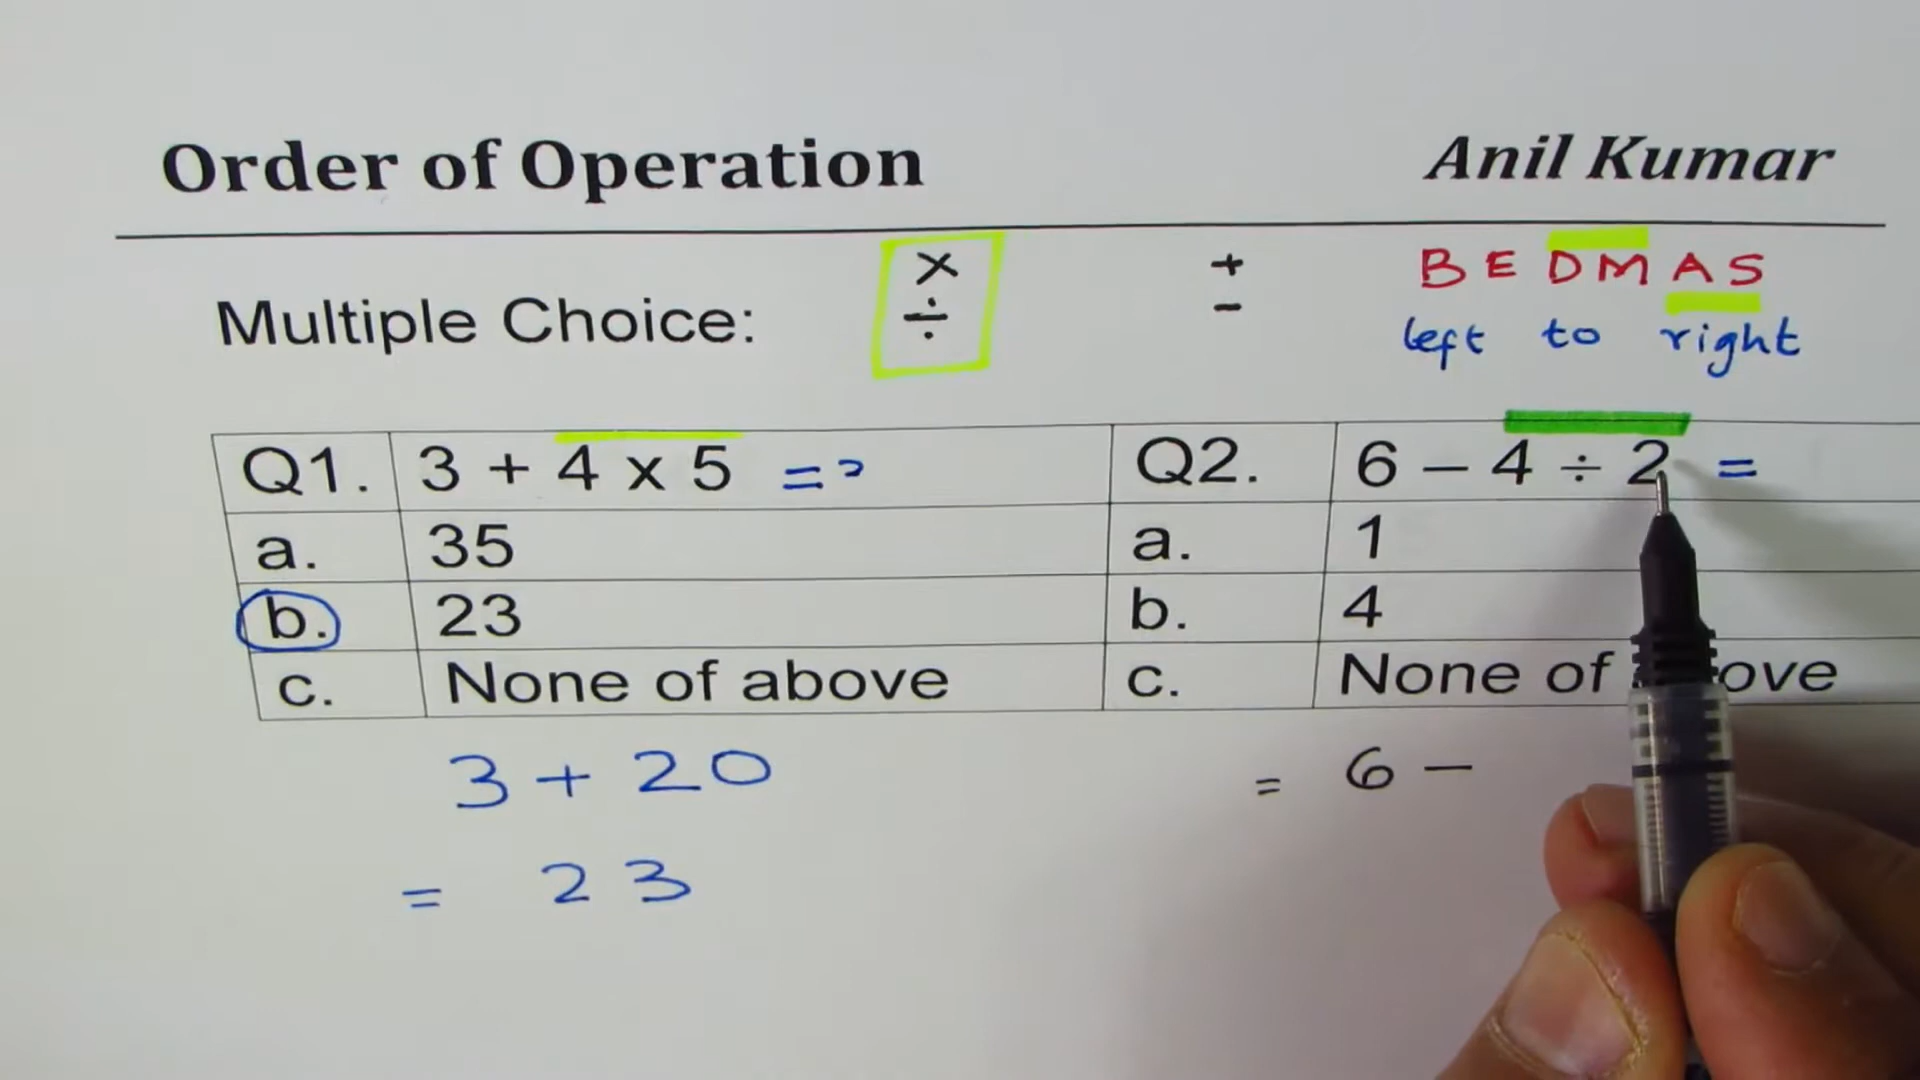 Order of Operation Anil Kumar
× + B E D M A S
Multiple Choice: ÷ − left to right
Q1. 3 + 4 x 5 = ? Q2. 6 – 4 ÷ 2 =
a. 35 a. 1
b. 23 b. 4
c. None of above c. None of ove
3 + 20 = 6 −
= 23